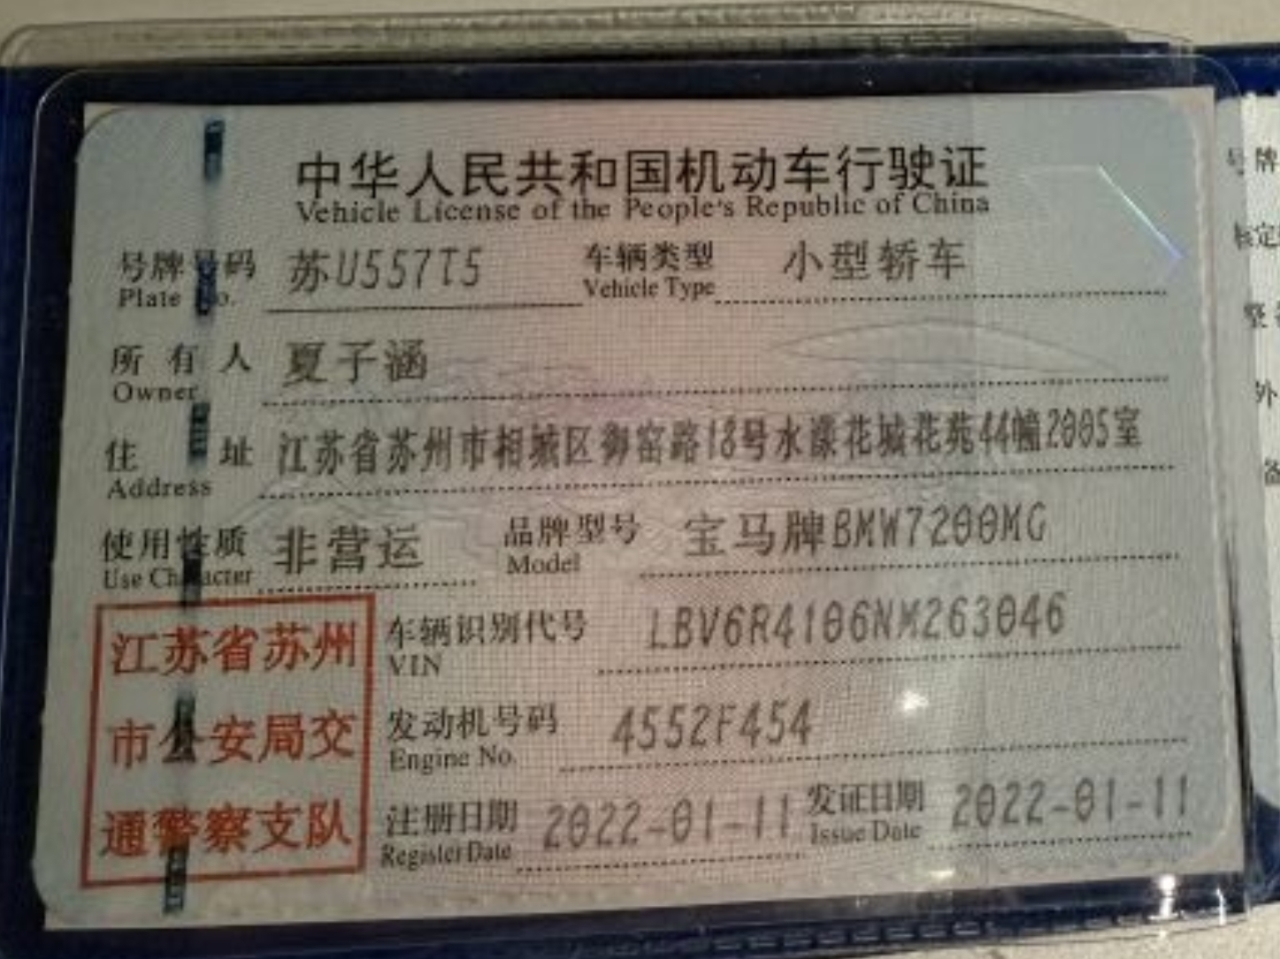 中华人民共和国机动车行驶证
Vehicle License of the People's Republic of China
号牌号码 苏U557T5 车辆类型 小型轿车
Plate No. Vehicle Type
所有人 夏子涵
Owner
住址 江苏省苏州市相城区御窑路18号水漾花城花苑44幢2005室
Address
使用性质 非营运 品牌型号 宝马牌BMW7200MG
Use Character Model
江苏省苏州
市公安局交
通警察支队
车辆识别代号 LBV6R4106NM263046
VIN
发动机号码 4552F454
Engine No.
注册日期 2022-01-11 发证日期 2022-01-11
Register Date Issue Date
号牌
核定
整
外
备